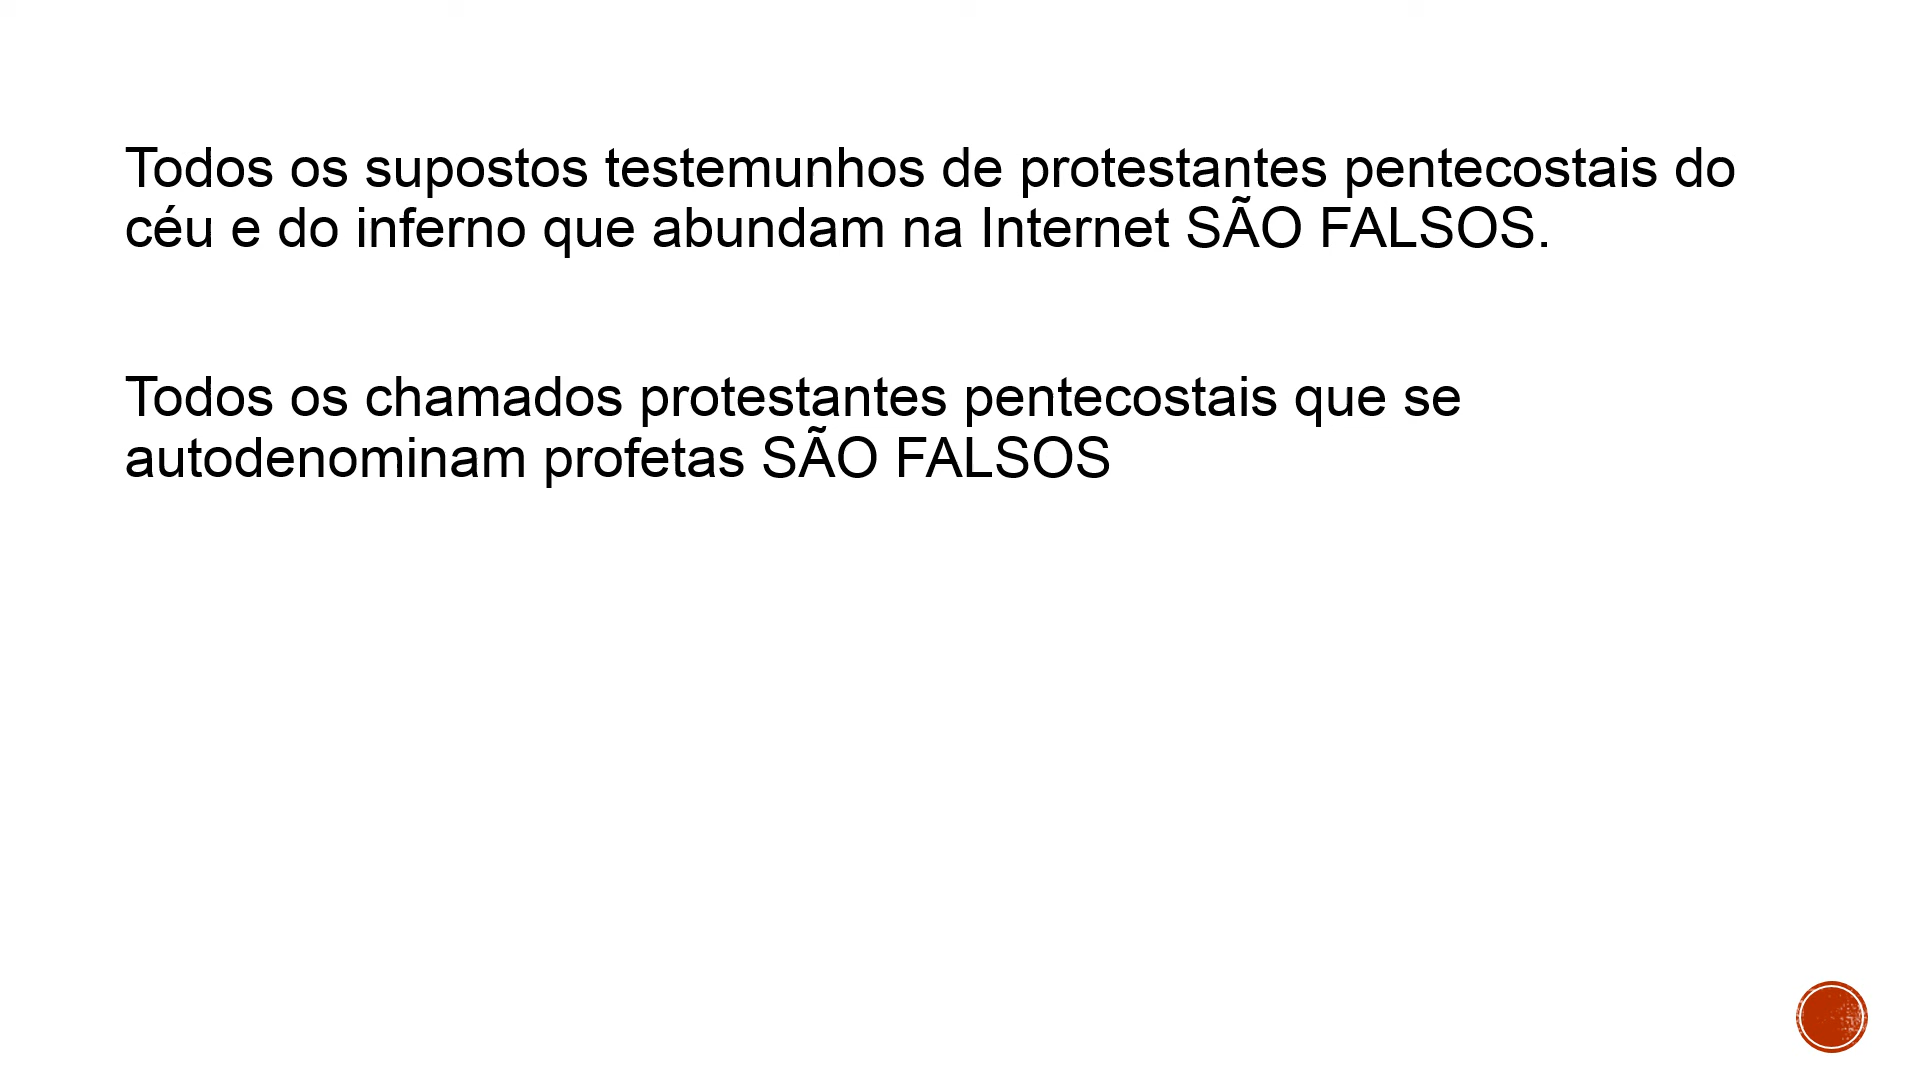 Todos os supostos testemunhos de protestantes pentecostais do
céu e do inferno que abundam na Internet SÃO FALSOS.
Todos os chamados protestantes pentecostais que se
autodenominam profetas SÃO FALSOS